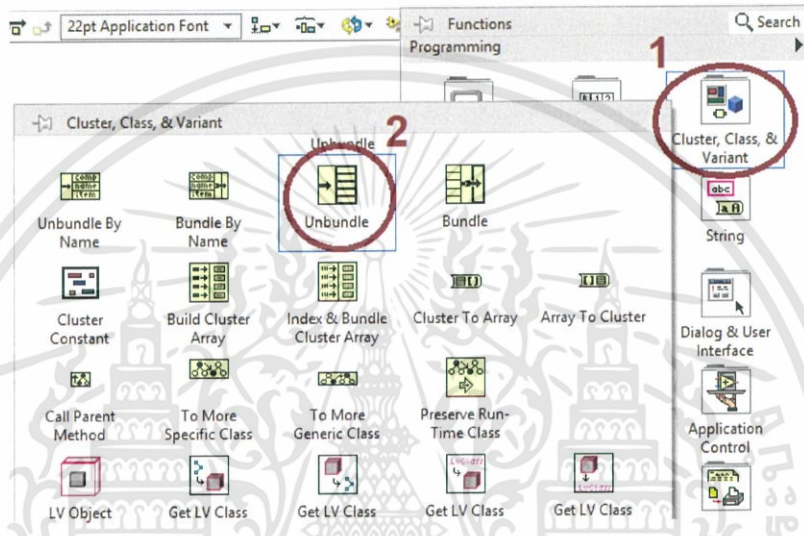 22pt Application Font
Functions
Search
Programming
1
Cluster, Class, & Variant
2
Unbundle
Cluster, Class, &
Variant
Unbundle By
Name
Bundle By
Name
Unbundle
Bundle
String
Cluster
Constant
Build Cluster
Array
Index & Bundle
Cluster Array
Cluster To Array
Array To Cluster
Dialog & User
Interface
Call Parent
Method
To More
Specific Class
To More
Generic Class
Preserve Run-
Time Class
Application
Control
LV Object
Get LV Class
Get LV Class
Get LV Class
Get LV Class